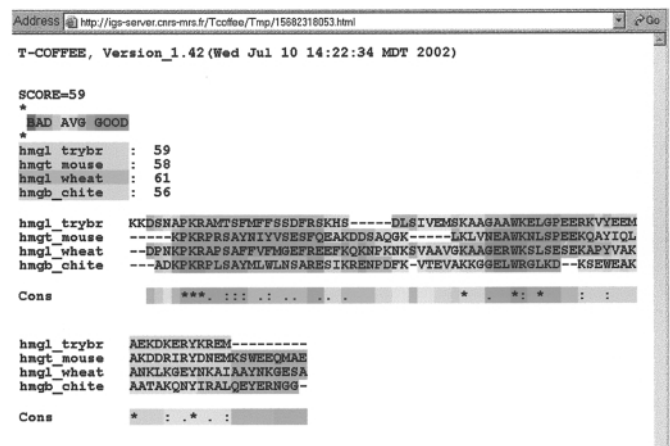 Address http://igs-server.cnrs-mrs.fr/Tcoffee/Tmp/15682318053.html Go
T-COFFEE, Version_1.42(Wed Jul 10 14:22:34 MDT 2002)
SCORE=59
*
BAD AVG GOOD
*
hmgl_trybr : 59
hmgt_mouse : 58
hmgl_wheat : 61
hmgb_chite : 56
hmgl_trybr KKDSNAPKRAMTSFMFFSSDFRSKHS-----DLSIVEMSKAAGAAWKELGPEERKVYEEM
hmgt_mouse -----KPKRPRSAYNIYVSESFQEAKDDSAQGK-----LKLVNEAWKNLSPEEKQAYIQL
hmgl_wheat --DPNKPKRAPSAFFVFMGEFREEFKQKNPKNKSVAAVGKAAGERWKSLSESEKAPYVAK
hmgb_chite ---ADKPKRPLSAYMLWLNSARESIKRENPDFK-VTEVAKKGGELWRGLKD--KSEWEAK
Cons ***. ::: .: .. . . * . *: * : :
hmgl_trybr AEKDKERYKREM---------
hmgt_mouse AKDDRIRYDNEMKSWEEQMAE
hmgl_wheat ANKLKGEYNKAIAAYNKGESA
hmgb_chite AATAKQNYIRALQEYERNGG-
Cons * : .* . :